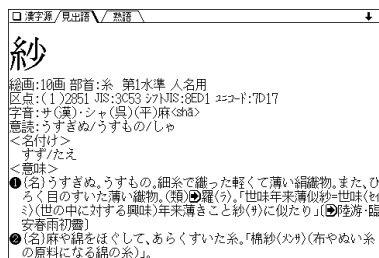 漢字源/見出語\/ 熟語 \
紗
総画:10画 部首:糸 第1水準 人名用
区点:(1)2851 JIS:3C53 ｼﾌﾄJIS:8ED1 ﾕﾆｺｰﾄﾞ:7D17
字音:サ(漢)・シャ(呉)(平)麻<shā>
意読:うすぎぬ/うすもの/しゃ
<名付け>
すず/たえ
<意味>
❶{名}うすぎぬ。うすもの。細糸で織った軽くて薄い絹織物。また、ひ
ろく目のすいた薄い織物。(類)羅(ﾗ)。「世味年来薄似紗=世味(ｾｲ
ﾐ)(世の中に対する興味)年来薄きこと紗(ｻ)に似たり」〔陸游・臨
安春雨初霽〕
❷{名}麻や綿をほぐして、あらくすいた糸。「棉紗(ﾒﾝｻ)(布やぬい糸
の原料になる綿の糸)」。